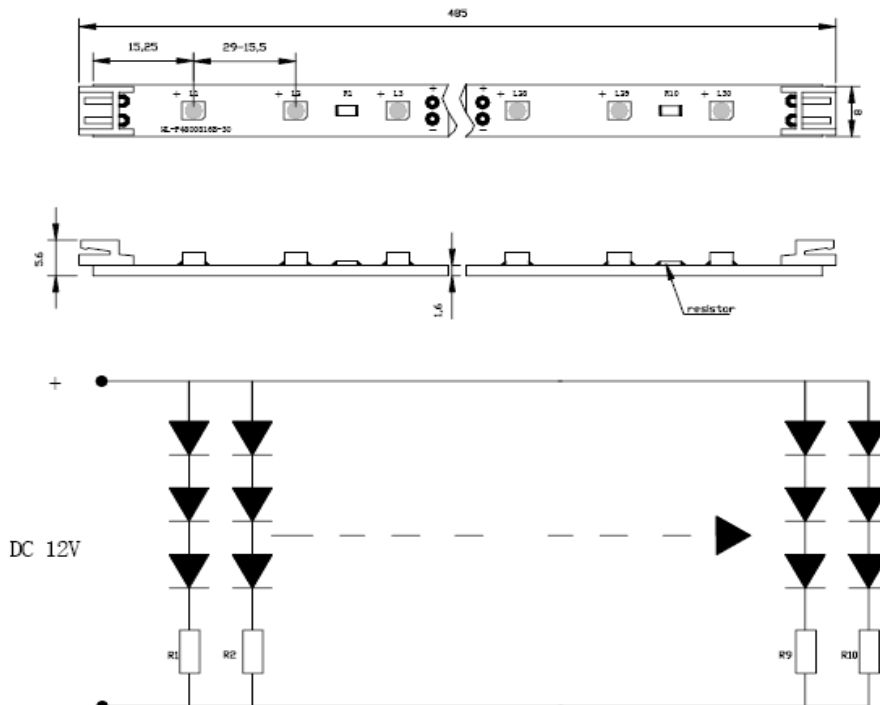 485
15,25
29-15,5
+ L1
+ L2
R1
L3
+
+
+ L28
+ L29
R10
+ L30
8
-
-
5.6
1.6
resistor
+
DC 12V
R1
R2
R9
R10